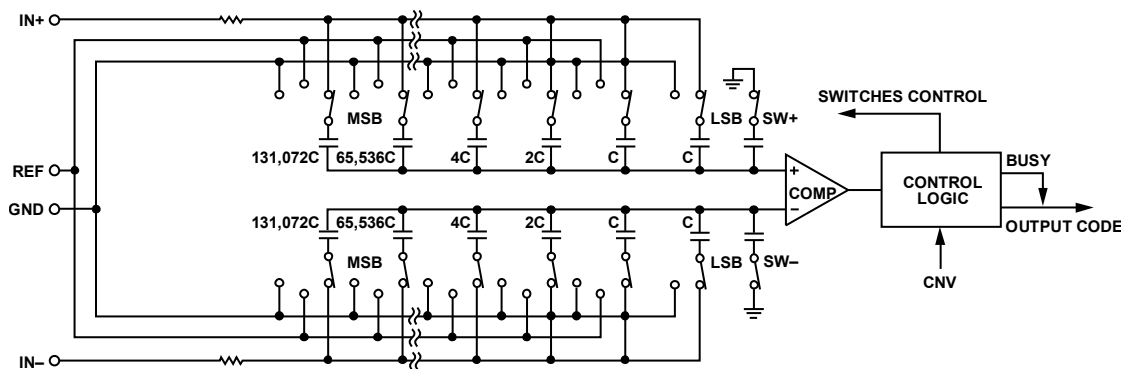 IN+
SWITCHES CONTROL
MSB
LSB
SW+
131,072C
65,536C
4C
2C
C
C
BUSY
REF
+
COMP
CONTROL
LOGIC
GND
–
OUTPUT CODE
131,072C
65,536C
4C
2C
C
C
MSB
LSB
SW–
CNV
IN–